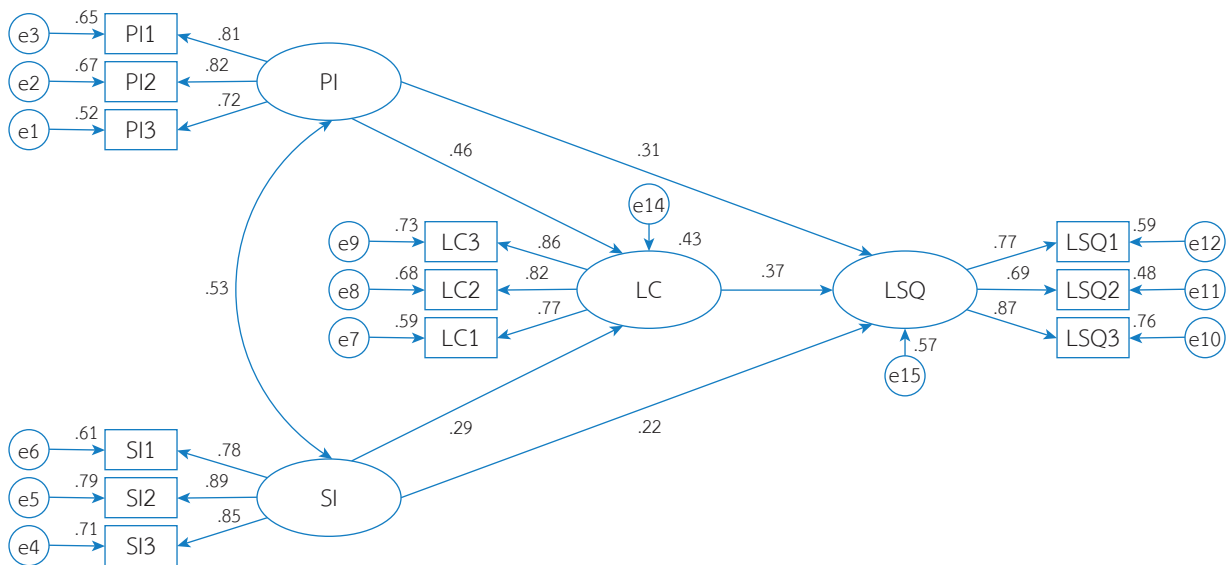 e3 .65 PI1 .81
e2 .67 PI2 .82 PI
e1 .52 PI3 .72
.46 .31
e14
e9 .73 LC3 .86 .43 LSQ1 .77 .59 e12
e8 .68 LC2 .82 LC .37 LSQ .69 LSQ2 .48 e11
e7 .59 LC1 .77 .87 LSQ3 .76 e10
.53
.57
e15
.29 .22
e6 .61 SI1 .78
e5 .79 SI2 .89 SI
e4 .71 SI3 .85